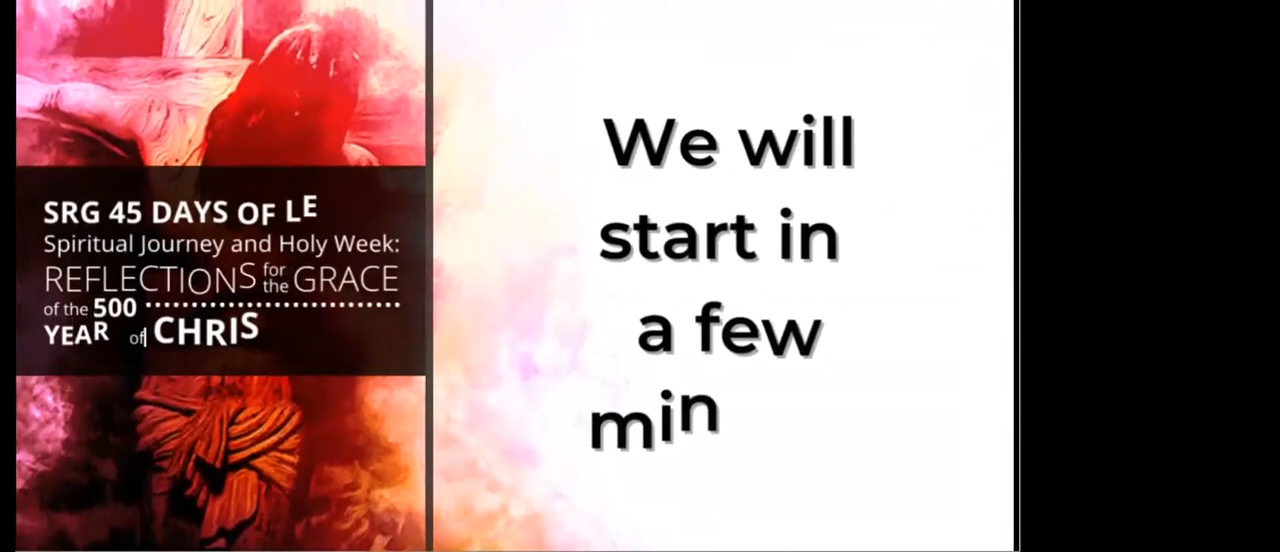 SRG 45 DAYS OF LE
Spiritual Journey and Holy Week:
REFLECTIONS for the GRACE
of the 500
YEAR of CHRIS
We will
start in
a few
min